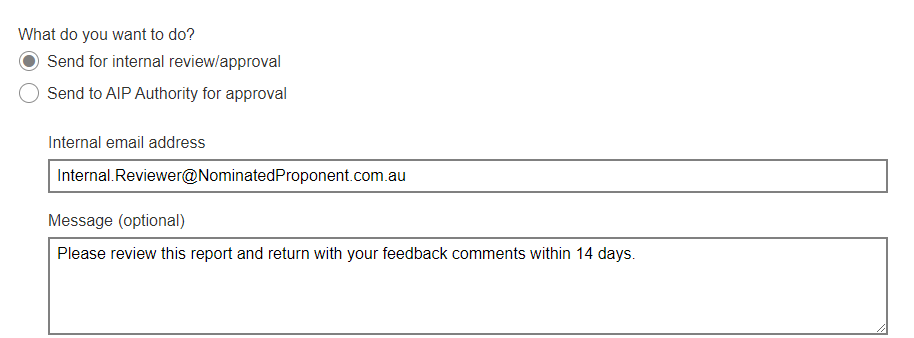 What do you want to do?
Send for internal review/approval
Send to AIP Authority for approval
Internal email address
Internal.Reviewer@NominatedProponent.com.au
Message (optional)
Please review this report and return with your feedback comments within 14 days.